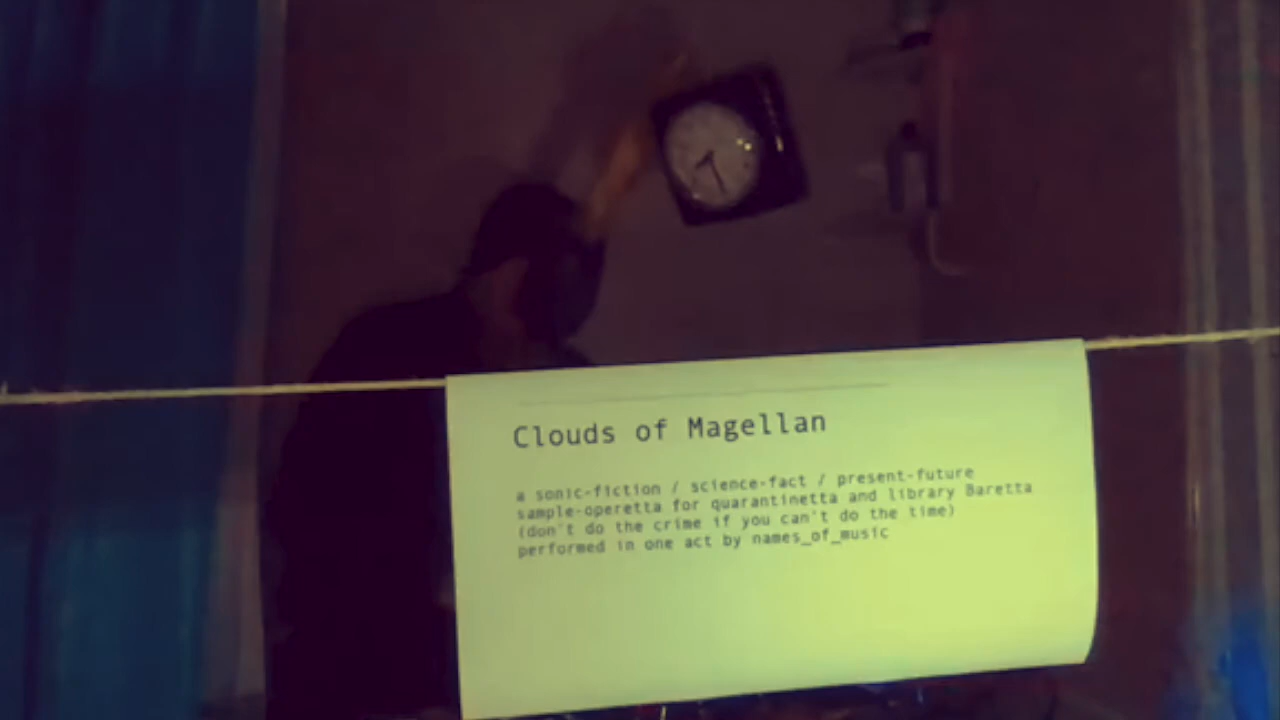 Clouds of Magellan
a sonic-fiction / science-fact / present-future
sample-operetta for quarantinetta and library Baretta
(don't do the crime if you can't do the time)
performed in one act by names_of_music